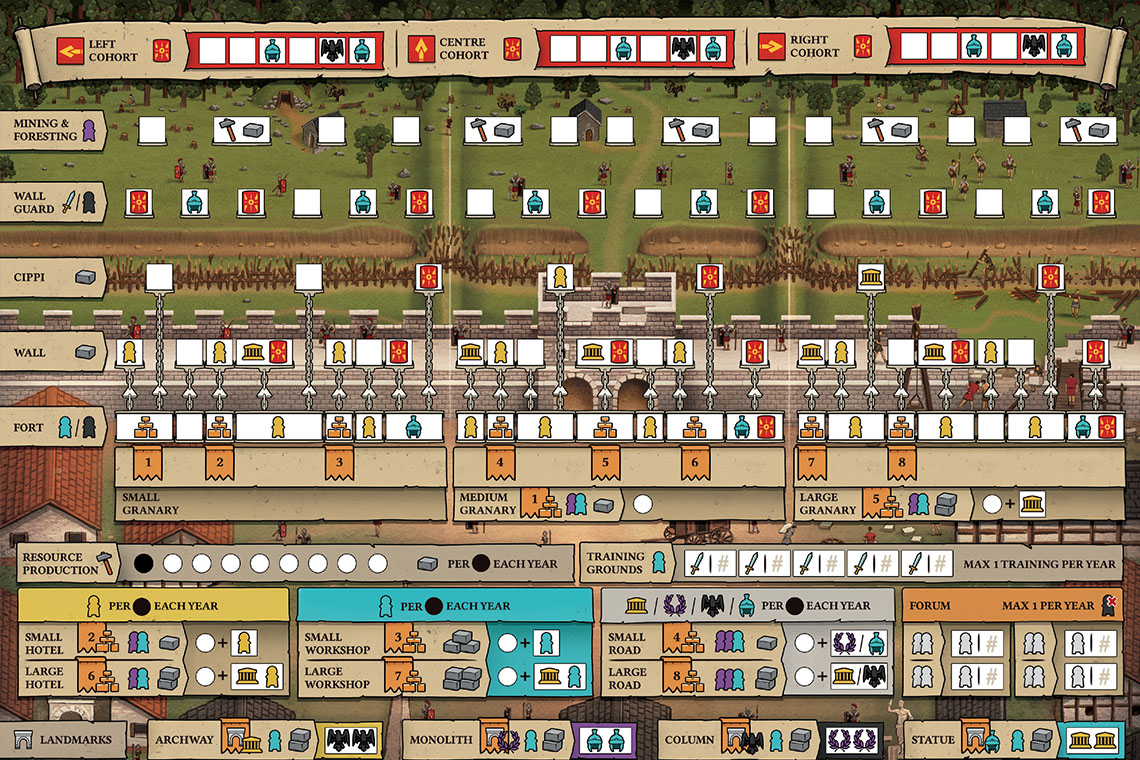 LEFT
COHORT
CENTRE
COHORT
RIGHT
COHORT
MINING &
FORESTING
WALL
GUARD /
CIPPI
WALL
FORT /
1 2 3 4 5 6 7 8
SMALL
GRANARY
MEDIUM
GRANARY 1
LARGE
GRANARY 5 +
RESOURCE
PRODUCTION PER EACH YEAR
TRAINING
GROUNDS | # | # | # | # | # MAX 1 TRAINING PER YEAR
PER EACH YEAR
SMALL
HOTEL 2 +
LARGE
HOTEL 6 +
PER EACH YEAR
SMALL
WORKSHOP 3 +
LARGE
WORKSHOP 7 +
/ / / PER EACH YEAR
SMALL
ROAD 4 + /
LARGE
ROAD 8 + /
FORUM MAX 1 PER YEAR
| # | #
| # | #
LANDMARKS
ARCHWAY
MONOLITH
COLUMN
STATUE